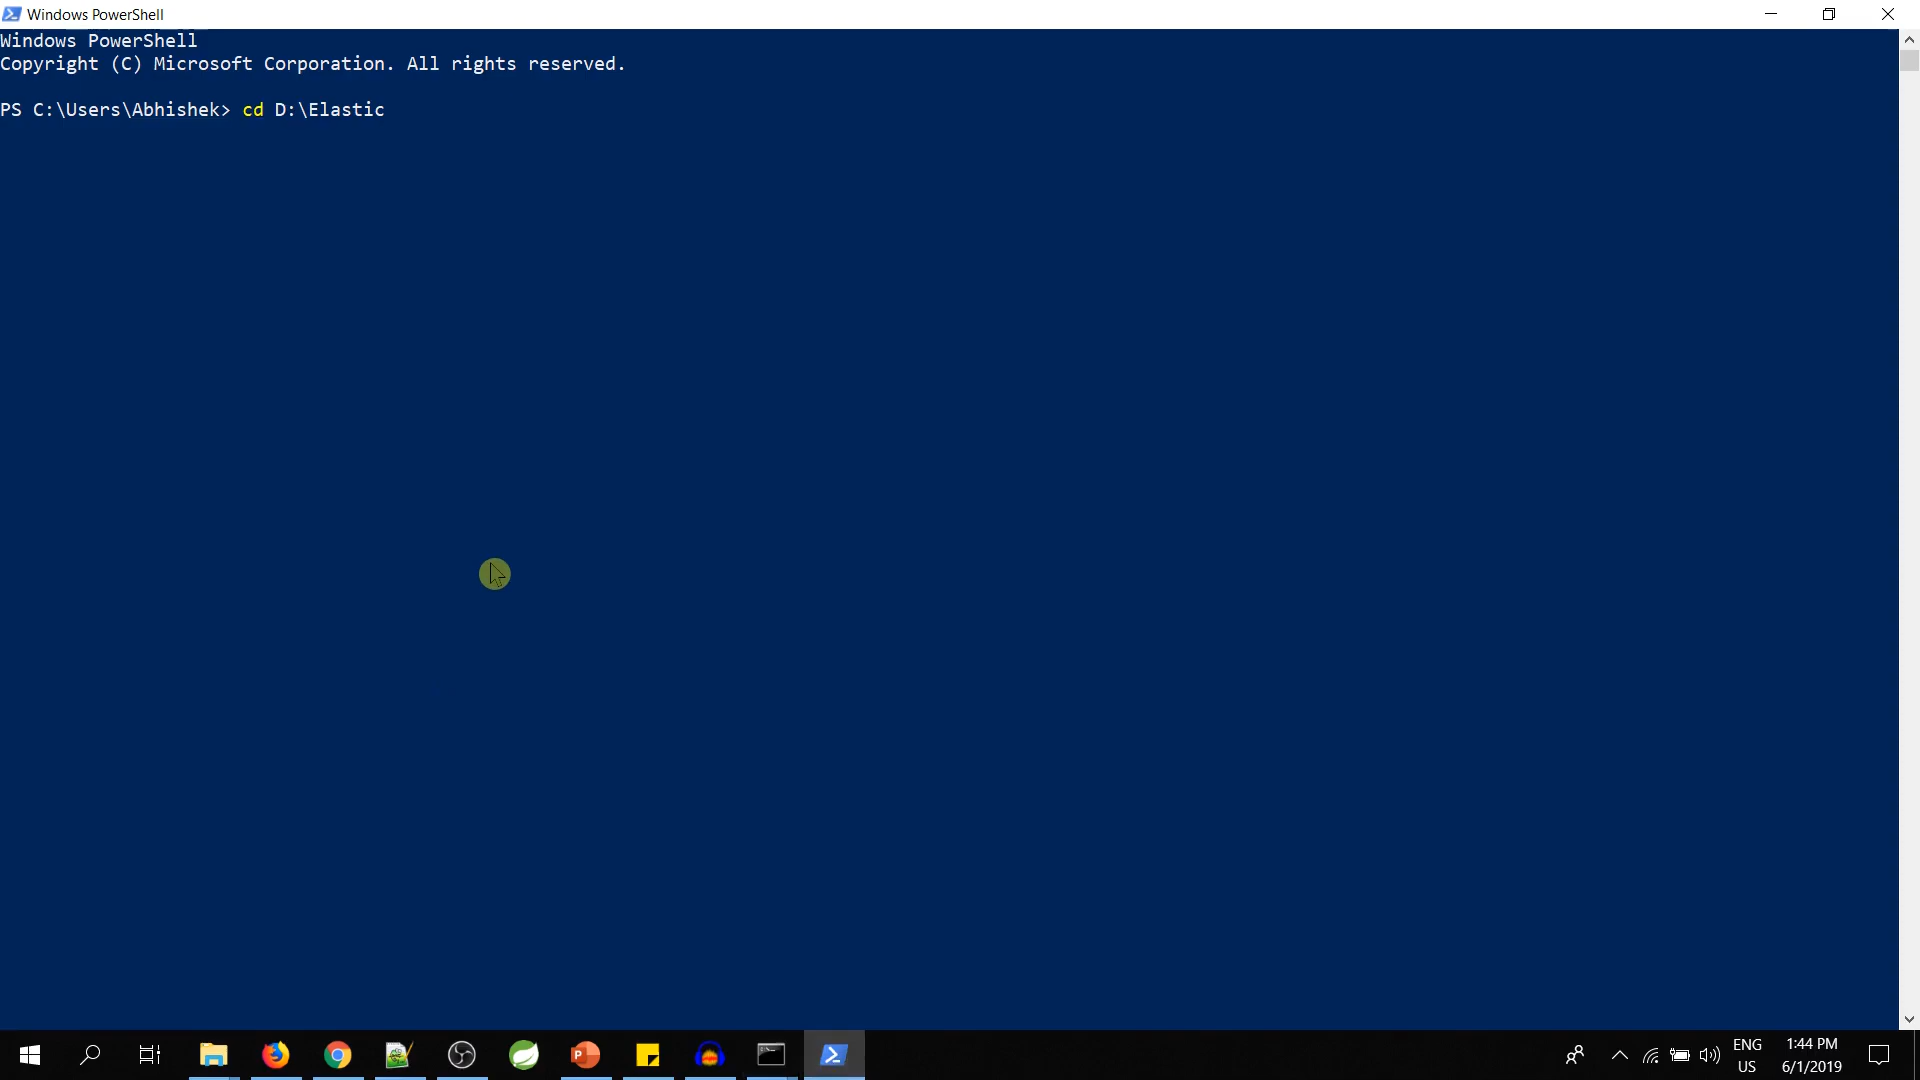 Windows PowerShell
Windows PowerShell
Copyright (C) Microsoft Corporation. All rights reserved.
PS C:\Users\Abhishek> cd D:\Elastic
ENG
US
1:44 PM
6/1/2019